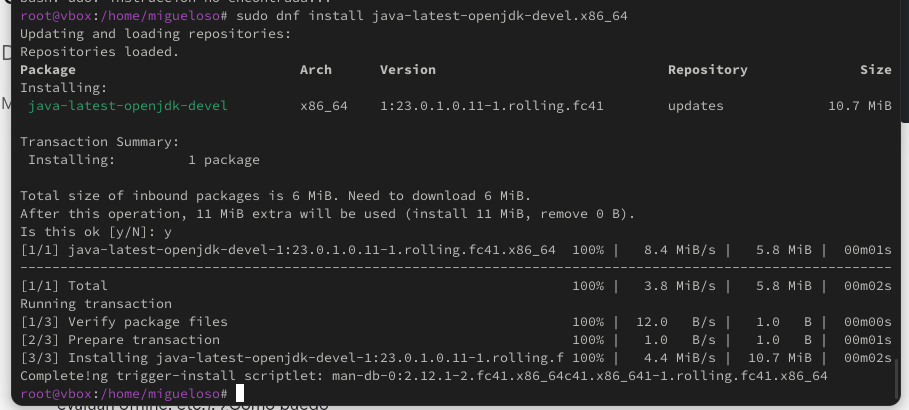 root@vbox:/home/migueloso# sudo dnf install java-latest-openjdk-devel.x86_64
Updating and loading repositories:
Repositories loaded.
Package Arch Version Repository Size
Installing:
java-latest-openjdk-devel x86_64 1:23.0.1.0.11-1.rolling.fc41 updates 10.7 MiB
Transaction Summary:
Installing: 1 package
Total size of inbound packages is 6 MiB. Need to download 6 MiB.
After this operation, 11 MiB extra will be used (install 11 MiB, remove 0 B).
Is this ok [y/N]: y
[1/1] java-latest-openjdk-devel-1:23.0.1.0.11-1.rolling.fc41.x86_64 100% | 8.4 MiB/s | 5.8 MiB | 00m01s
--------------------------------------------------------------------------------
[1/1] Total 100% | 3.8 MiB/s | 5.8 MiB | 00m02s
Running transaction
[1/3] Verify package files 100% | 12.0 B/s | 1.0 B | 00m00s
[2/3] Prepare transaction 100% | 1.0 B/s | 1.0 B | 00m01s
[3/3] Installing java-latest-openjdk-devel-1:23.0.1.0.11-1.rolling.f 100% | 4.4 MiB/s | 10.7 MiB | 00m02s
Complete!ng trigger-install scriptlet: man-db-0:2.12.1-2.fc41.x86_64c41.x86_641-1.rolling.fc41.x86_64
root@vbox:/home/migueloso#